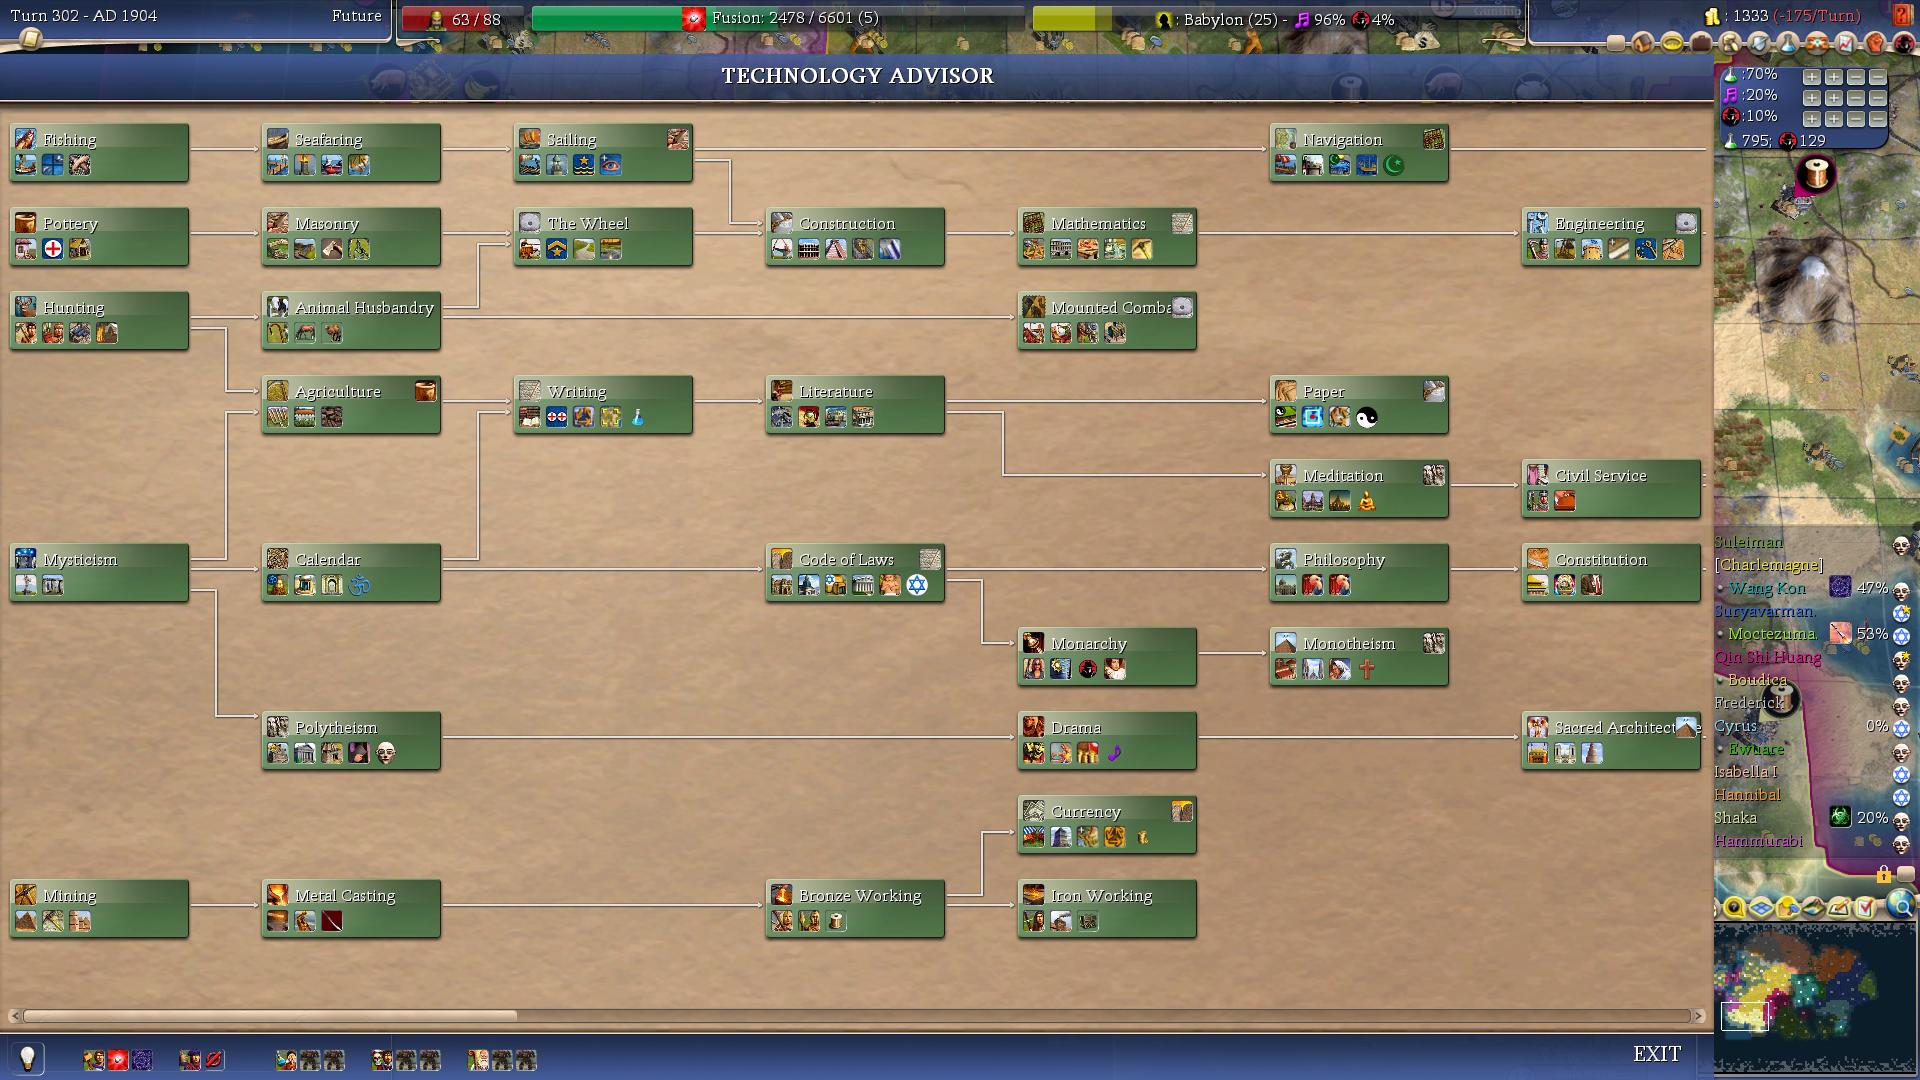 Turn 302 - AD 1904
Future
63 / 88
Fusion: 2478 / 6601 (5)
: Babylon (25) - 96% 4%
: 1333 (-175/Turn)
TECHNOLOGY ADVISOR
:70%
:20%
:10%
795; 129
Fishing
Seafaring
Sailing
Navigation
Pottery
Masonry
The Wheel
Construction
Mathematics
Engineering
Hunting
Animal Husbandry
Mounted Comba
Agriculture
Writing
Literature
Paper
Meditation
Civil Service
Mysticism
Calendar
Code of Laws
Philosophy
Constitution
Monarchy
Monotheism
Polytheism
Drama
Sacred Architect e
Currency
Mining
Metal Casting
Bronze Working
Iron Working
Suleiman
[Charlemagne]
Wang Kon 47%
Suryavarman.
Moctezuma. 53%
Qin Shi Huang
Boudica
Frederick
Cyrus 0%
Ewuare
Isabella I
Hannibal
Shaka 20%
Hammurabi
EXIT